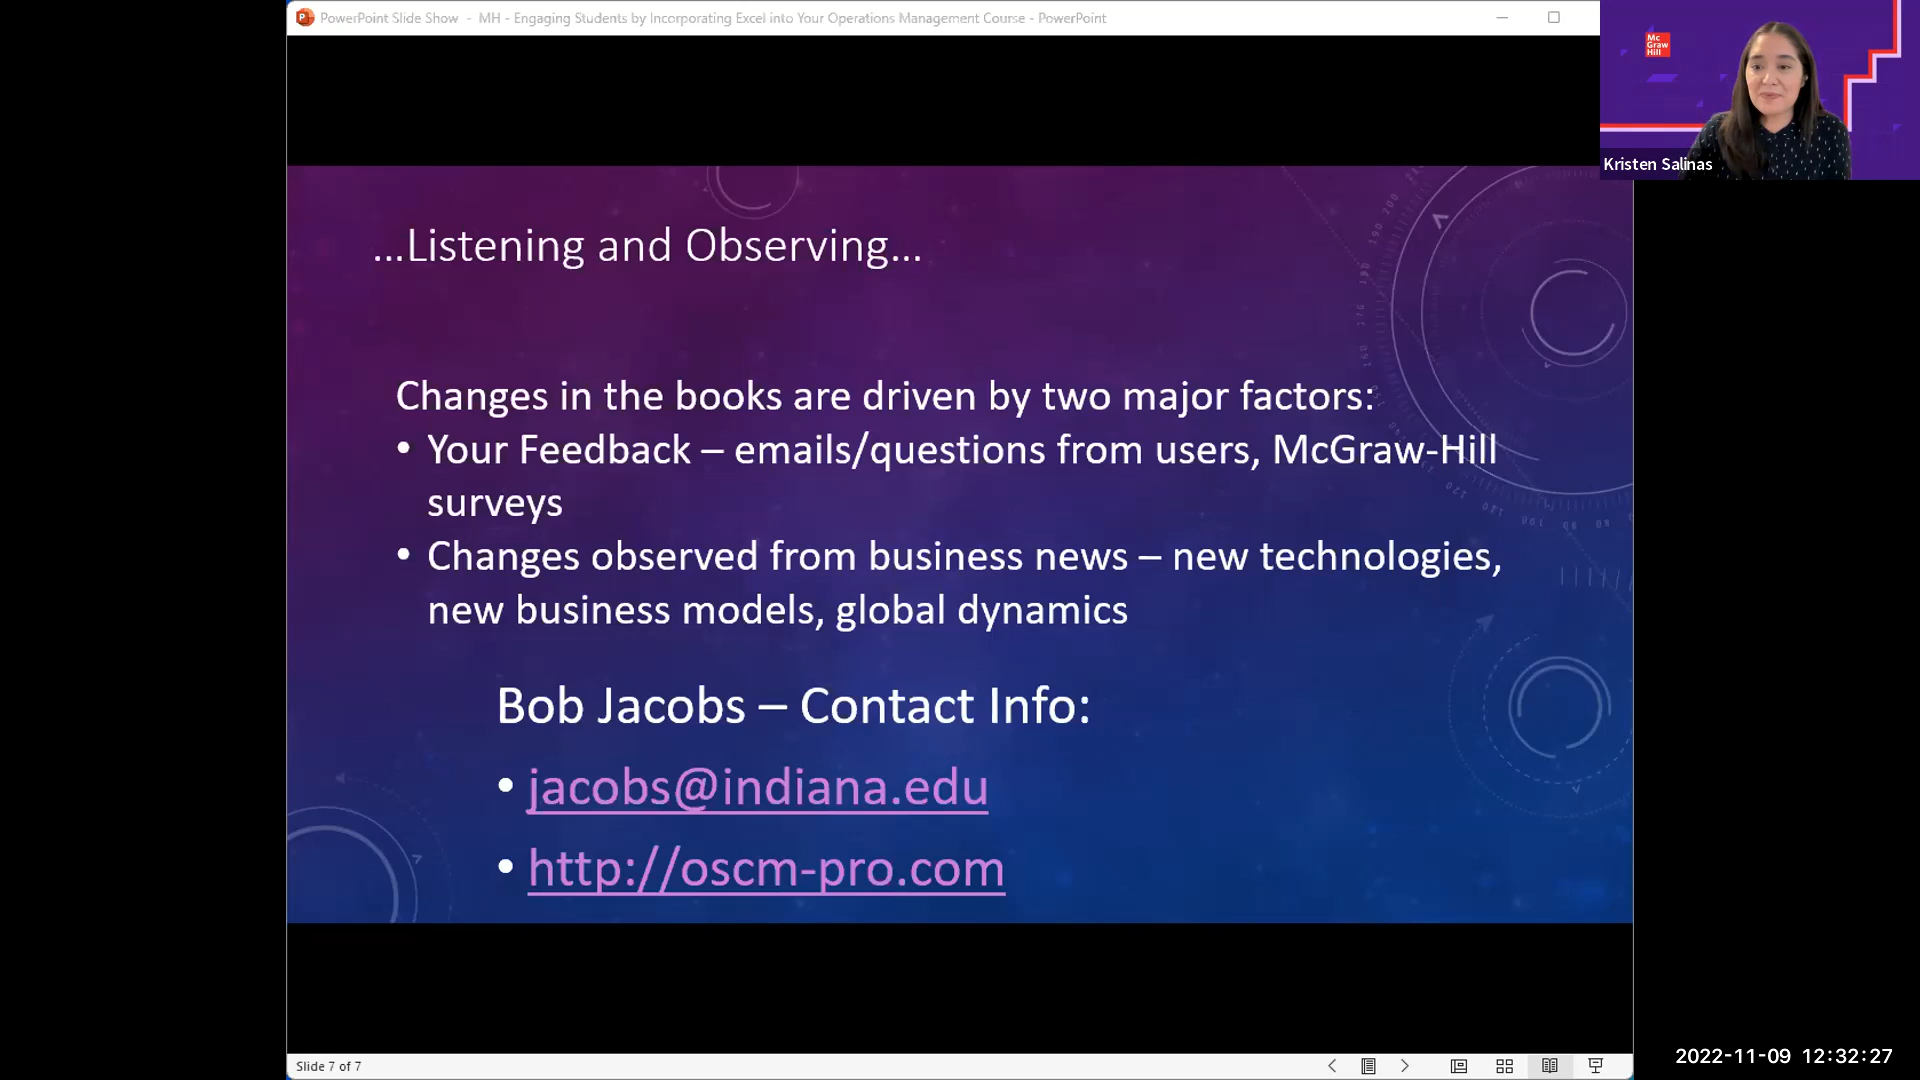 PowerPoint Slide Show - MH - Engaging Students by Incorporating Excel into Your Operations Management Course - PowerPoint
Mc
Graw
Hill
Kristen Salinas
...Listening and Observing...
Changes in the books are driven by two major factors:
• Your Feedback – emails/questions from users, McGraw-Hill
surveys
• Changes observed from business news – new technologies,
new business models, global dynamics
Bob Jacobs – Contact Info:
• jacobs@indiana.edu
• http://oscm-pro.com
Slide 7 of 7
2022-11-09 12:32:27